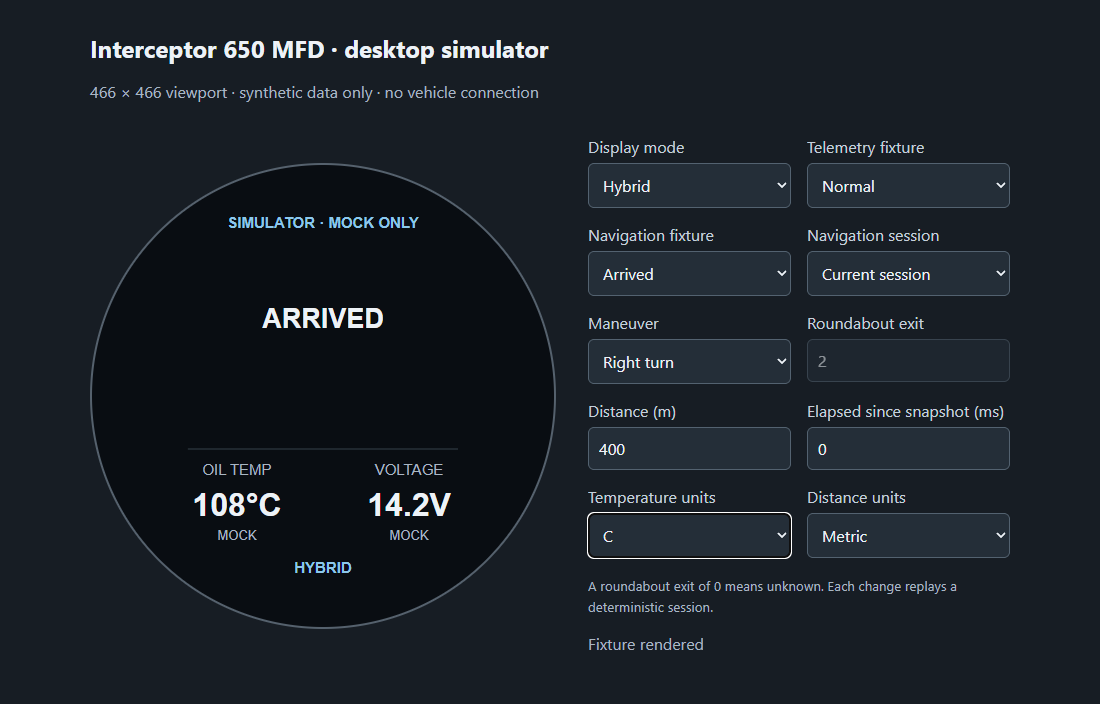 Interceptor 650 MFD · desktop simulator
466 × 466 viewport · synthetic data only · no vehicle connection
SIMULATOR · MOCK ONLY
ARRIVED
OIL TEMP VOLTAGE
108°C 14.2V
MOCK MOCK
HYBRID
Display mode Telemetry fixture
Hybrid Normal
Navigation fixture Navigation session
Arrived Current session
Maneuver Roundabout exit
Right turn 2
Distance (m) Elapsed since snapshot (ms)
400 0
Temperature units Distance units
C Metric
A roundabout exit of 0 means unknown. Each change replays a
deterministic session.
Fixture rendered